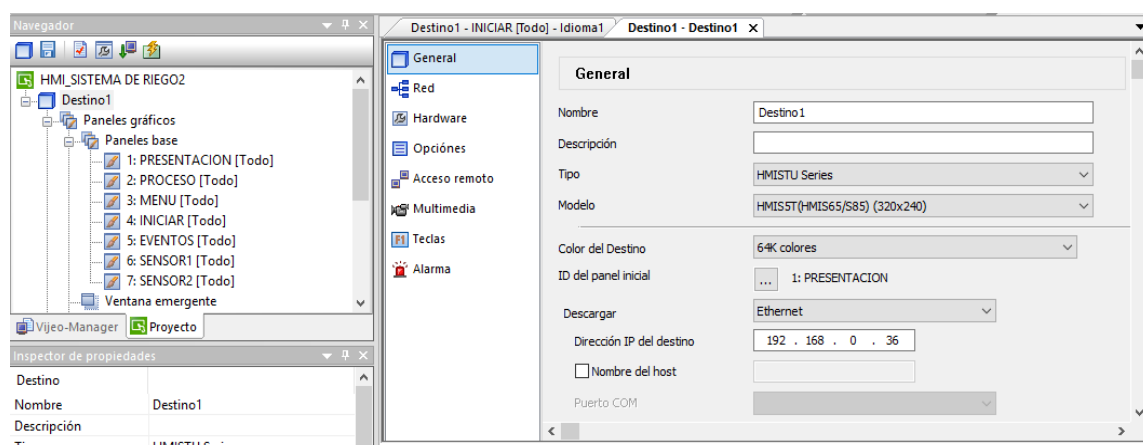 Navegador
HMI_SISTEMA DE RIEGO2
Destino1
Paneles gráficos
Paneles base
1: PRESENTACION [Todo]
2: PROCESO [Todo]
3: MENU [Todo]
4: INICIAR [Todo]
5: EVENTOS [Todo]
6: SENSOR1 [Todo]
7: SENSOR2 [Todo]
Ventana emergente
Vijeo-Manager Proyecto
Inspector de propiedades
Destino
Nombre Destino1
Descripción
Destino1 - INICIAR [Todo] - Idioma1 Destino1 - Destino1 X
General
Red
Hardware
Opciónes
Acceso remoto
Multimedia
F1 Teclas
Alarma
General
Nombre Destino1
Descripción
Tipo HMISTU Series
Modelo HMIS5T(HMIS65/S85) (320x240)
Color del Destino 64K colores
ID del panel inicial ... 1: PRESENTACION
Descargar Ethernet
Dirección IP del destino 192 . 168 . 0 . 36
Nombre del host
Puerto COM